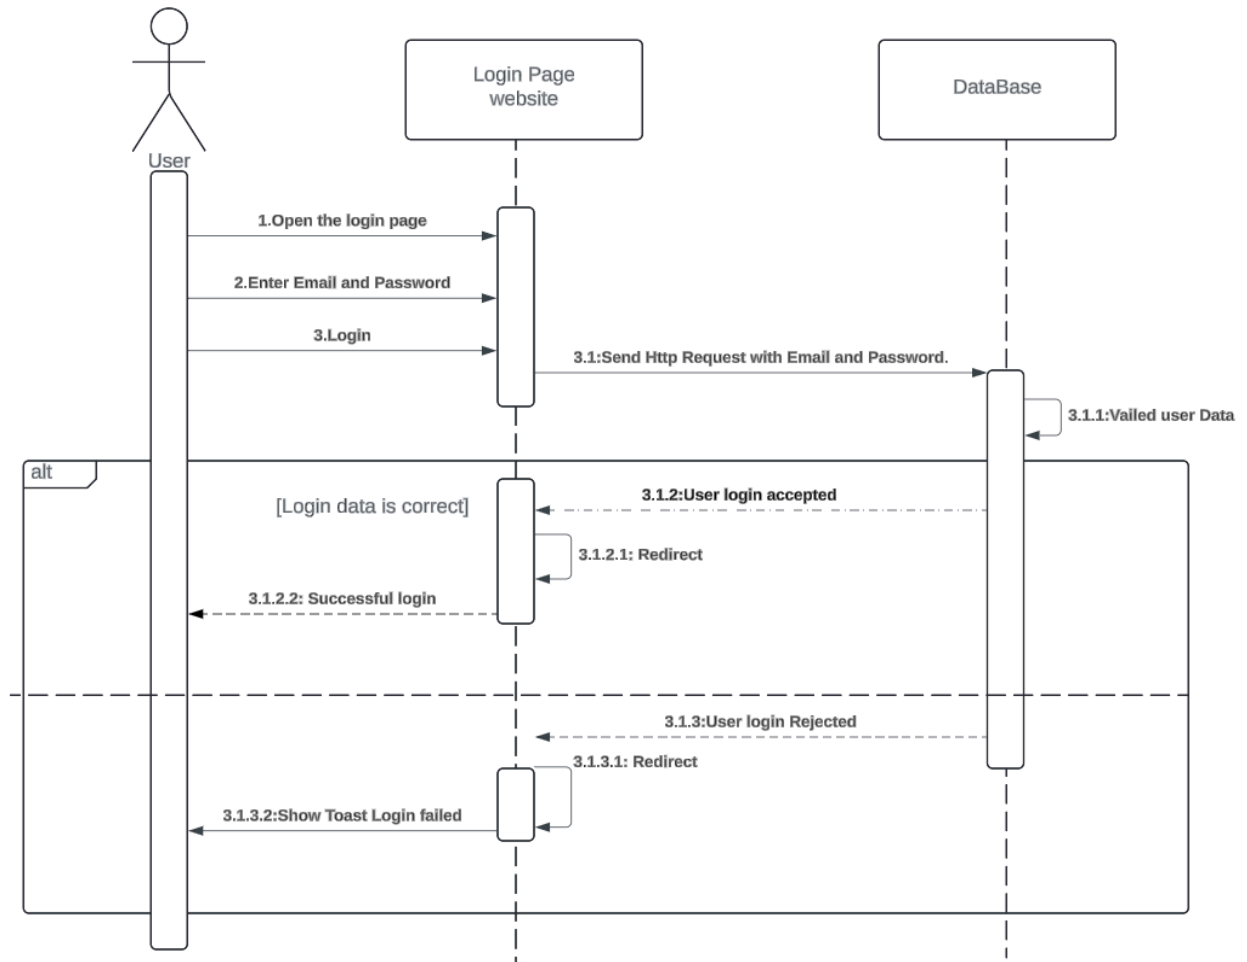 Login Page
website
DataBase
User
1.Open the login page
2.Enter Email and Password
3.Login
3.1:Send Http Request with Email and Password.
3.1.1:Vailed user Data
alt
[Login data is correct]
3.1.2:User login accepted
3.1.2.1: Redirect
3.1.2.2: Successful login
3.1.3:User login Rejected
3.1.3.1: Redirect
3.1.3.2:Show Toast Login failed